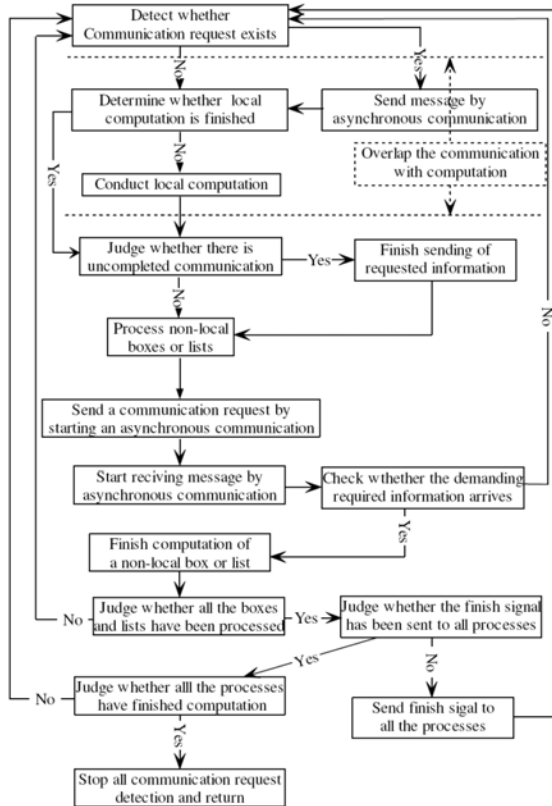 Detect whether
Communication request exists
Yes
No
Determine whether local
computation is finished
Send message by
asynchronous communication
Yes
No
Overlap the communication
with computation
Conduct local computation
Judge whether there is
uncompleted communication
Yes
Finish sending of
requested information
No
No
Process non-local
boxes or lists
Send a communication request by
starting an asynchronous communication
Start reciving message by
asynchronous communication
Check wthether the demanding
required information arrives
Yes
Finish computation of
a non-local box or list
No
Judge whether all the boxes
and lists have been processed
Yes
Judge whether the finish signal
has been sent to all processes
Yes
No
No
Judge whether alll the processes
have finished computation
Send finish sigal to
all the processes
Yes
Stop all communication request
detection and return